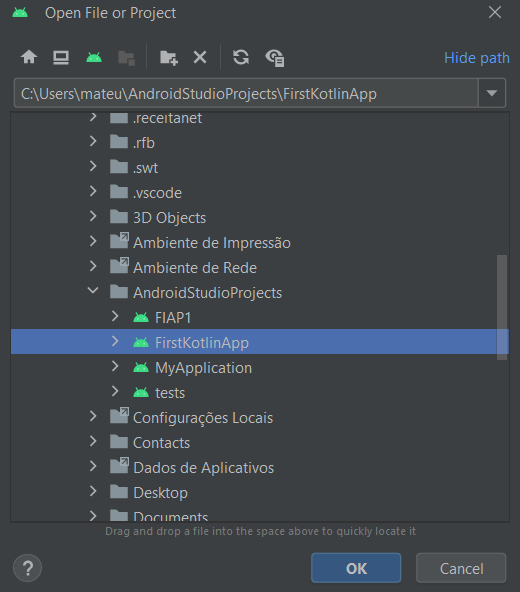 Open File or Project
Hide path
C:\Users\mateu\AndroidStudioProjects\FirstKotlinApp
.receitanet
.rfb
.swt
.vscode
3D Objects
Ambiente de Impressão
Ambiente de Rede
AndroidStudioProjects
FIAP1
FirstKotlinApp
MyApplication
tests
Configurações Locais
Contacts
Dados de Aplicativos
Desktop
Documents
Drag and drop a file into the space above to quickly locate it
?
OK
Cancel